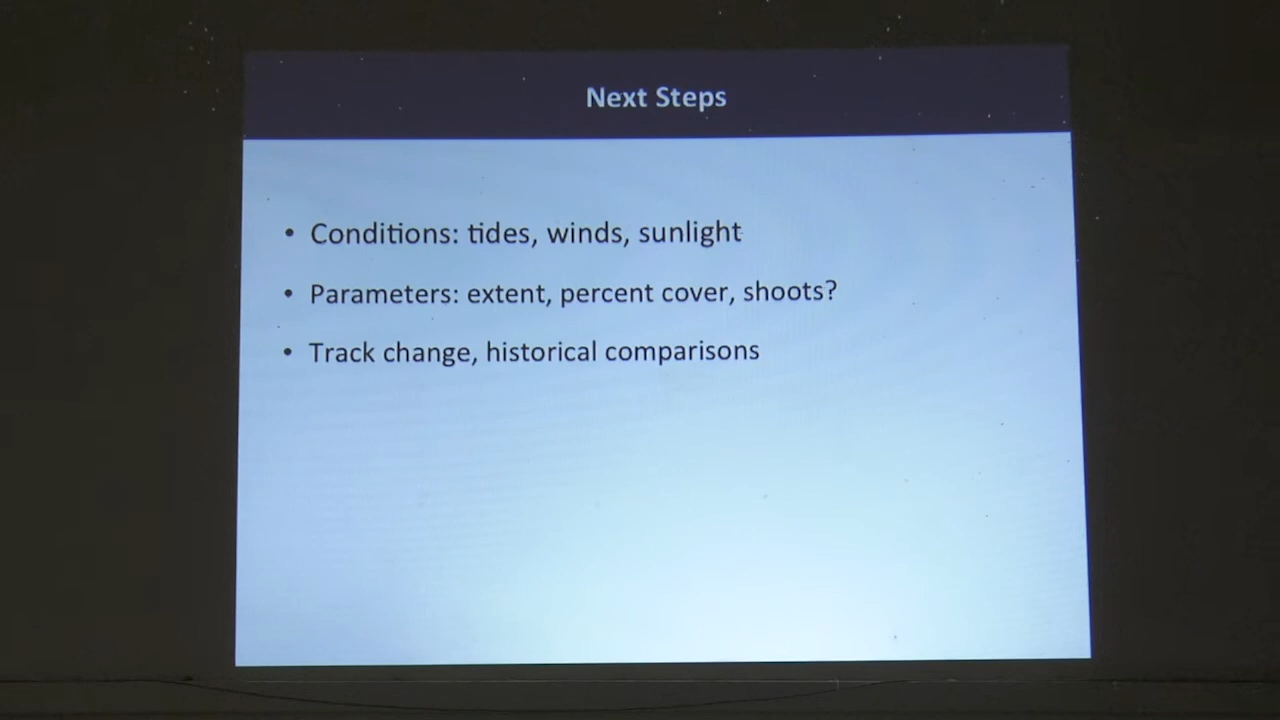 Next Steps
• Conditions: tides, winds, sunlight
• Parameters: extent, percent cover, shoots?
• Track change, historical comparisons